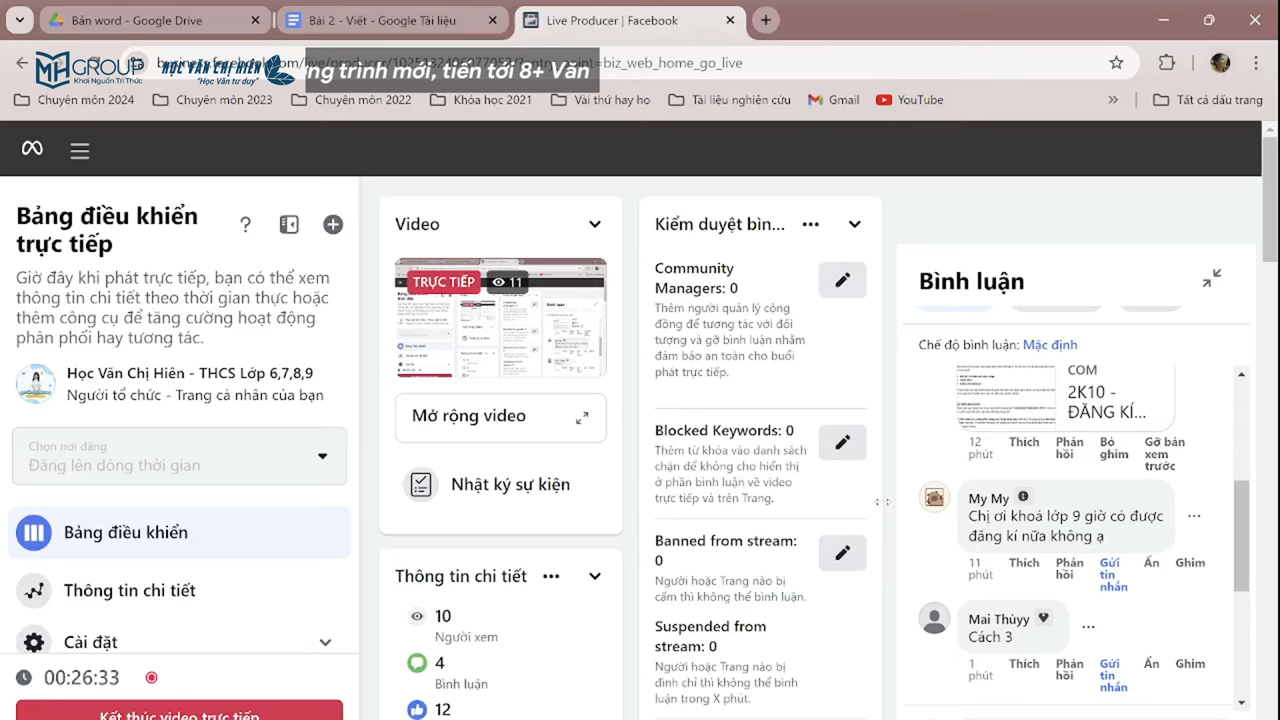 Bản word - Google Drive
Bài 2 - Viết - Google Tài liệu
Live Producer | Facebook
MH GROUP
Khơi Nguồn Tri Thức
HỌC VĂN CHỊ HIÊN
"Học Văn tư duy"
ng trình mới, tiến tới 8+ Văn
=biz_web_home_go_live
Chuyên môn 2024
Chuyên môn 2023
Chuyên môn 2022
Khóa học 2021
Vài thứ hay ho
Tài liệu nghiên cứu
Gmail
YouTube
Tất cả dấu trang
Bảng điều khiển
trực tiếp
Giờ đây khi phát trực tiếp, bạn có thể xem
thông tin chi tiết theo thời gian thực hoặc
thêm công cụ để tăng cường hoạt động
phân phối hay tương tác.
Học Văn Chị Hiên - THCS Lớp 6,7,8,9
Người tổ chức - Trang cá nhân của bạn
Chọn nơi đăng
Đăng lên dòng thời gian
Bảng điều khiển
Thông tin chi tiết
Cài đặt
00:26:33
Kết thúc video trực tiếp
Video
TRỰC TIẾP
11
Mở rộng video
Nhật ký sự kiện
Thông tin chi tiết
10
Người xem
4
Bình luận
12
Kiểm duyệt bìn...
Community
Managers: 0
Thêm người quản lý cộng
đồng để tương tác với đối
tượng và gỡ bình luận nhằm
đảm bảo an toàn cho buổi
phát trực tiếp.
Blocked Keywords: 0
Thêm từ khóa vào danh sách
chặn để không cho hiển thị
ở phần bình luận về video
trực tiếp và trên Trang.
Banned from stream:
0
Người hoặc Trang nào bị
cấm thì không thể bình luận.
Suspended from
stream: 0
Người hoặc Trang nào bị
đình chỉ thì không thể bình
luận trong X phút.
Bình luận
Chế độ bình luận: Mặc định
COM
2K10 -
ĐĂNG KÍ...
12 phút
Thích
Phản hồi
Bỏ ghim
Gỡ bản xem trước
My My
Chị ơi khoá lớp 9 giờ có được
đăng kí nữa không ạ
11 phút
Thích
Phản hồi
Gửi tin nhắn
Ẩn
Ghim
Mai Thùyy
Cách 3
1 phút
Thích
Phản hồi
Gửi tin nhắn
Ẩn
Ghim